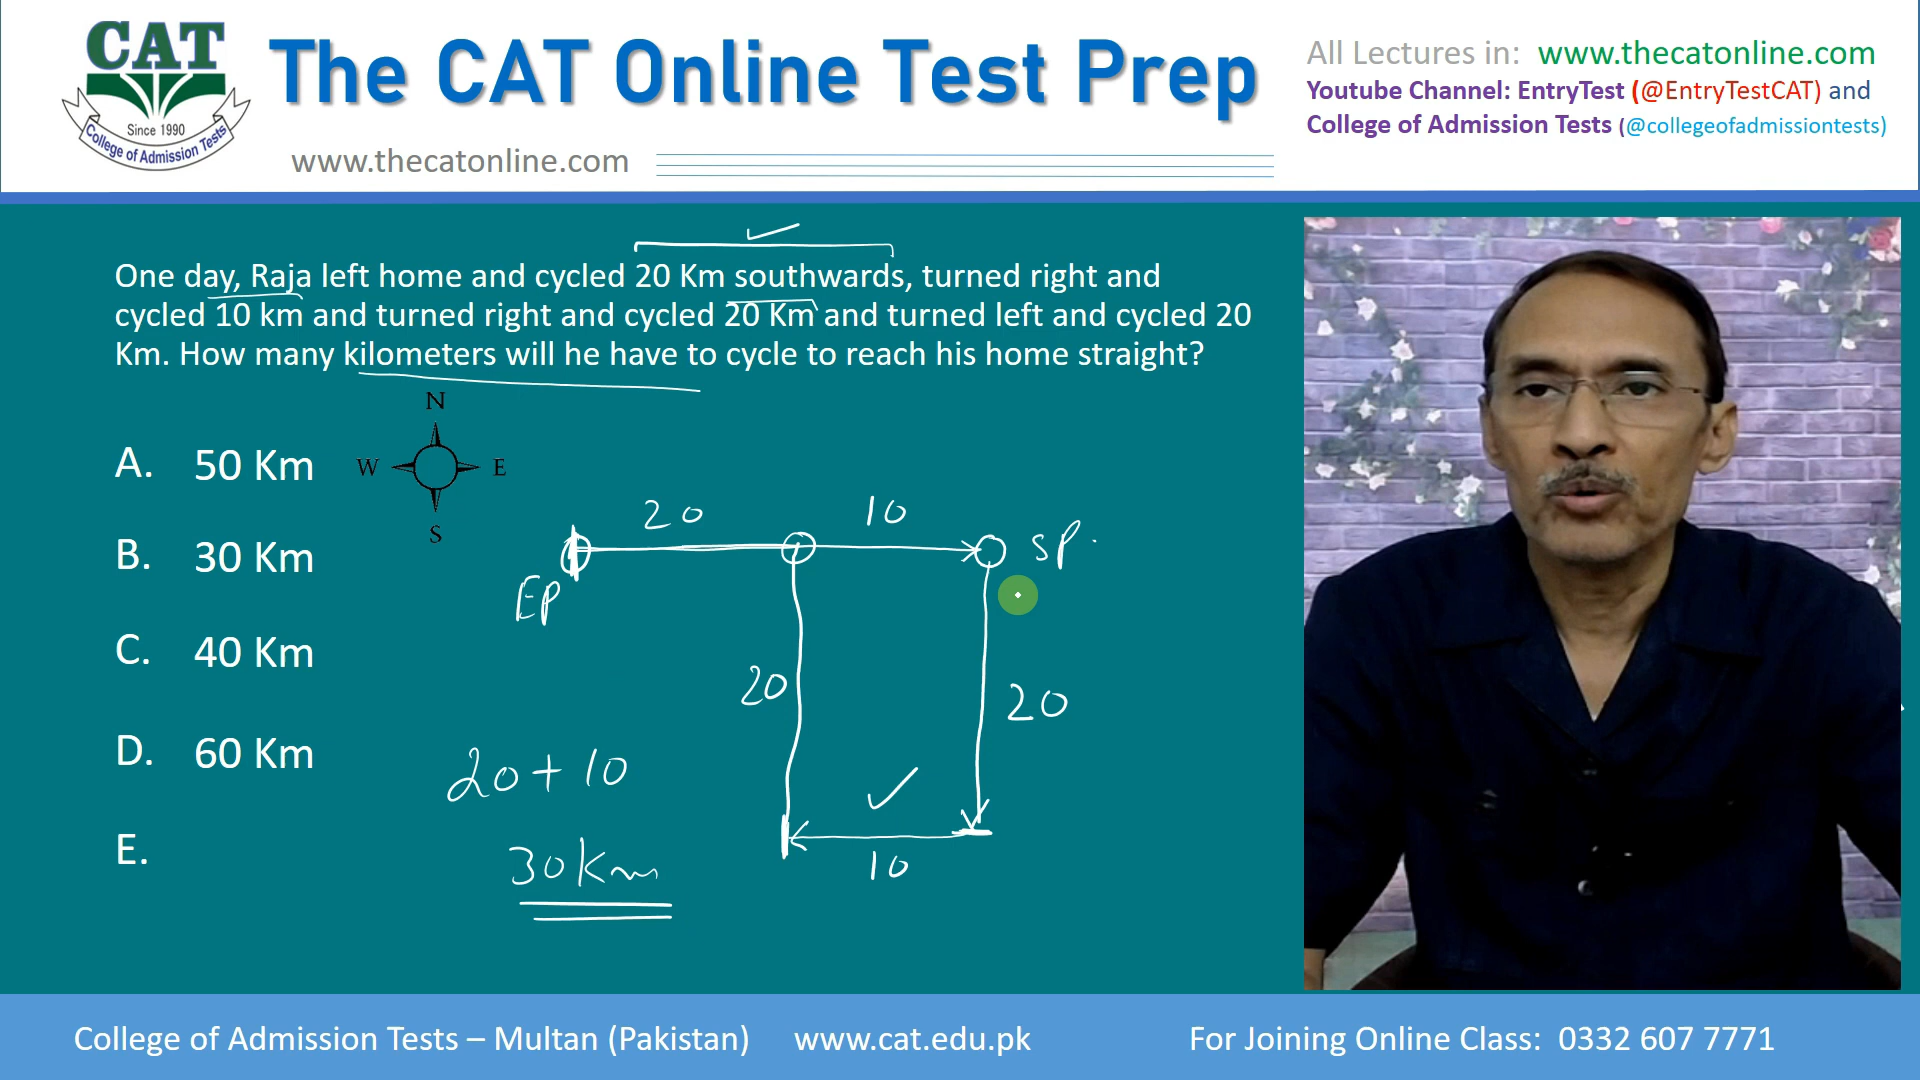 CAT
Since 1990
College of Admission Tests
The CAT Online Test Prep
www.thecatonline.com
All Lectures in: www.thecatonline.com
Youtube Channel: EntryTest (@EntryTestCAT) and
College of Admission Tests (@collegeofadmissiontests)
One day, Raja left home and cycled 20 Km southwards, turned right and
cycled 10 km and turned right and cycled 20 Km and turned left and cycled 20
Km. How many kilometers will he have to cycle to reach his home straight?
A. 50 Km
B. 30 Km
C. 40 Km
D. 60 Km
E.
N
W E
S
20 10
SP.
EP
20 20
10
20+10
30Km
College of Admission Tests – Multan (Pakistan) www.cat.edu.pk For Joining Online Class: 0332 607 7771